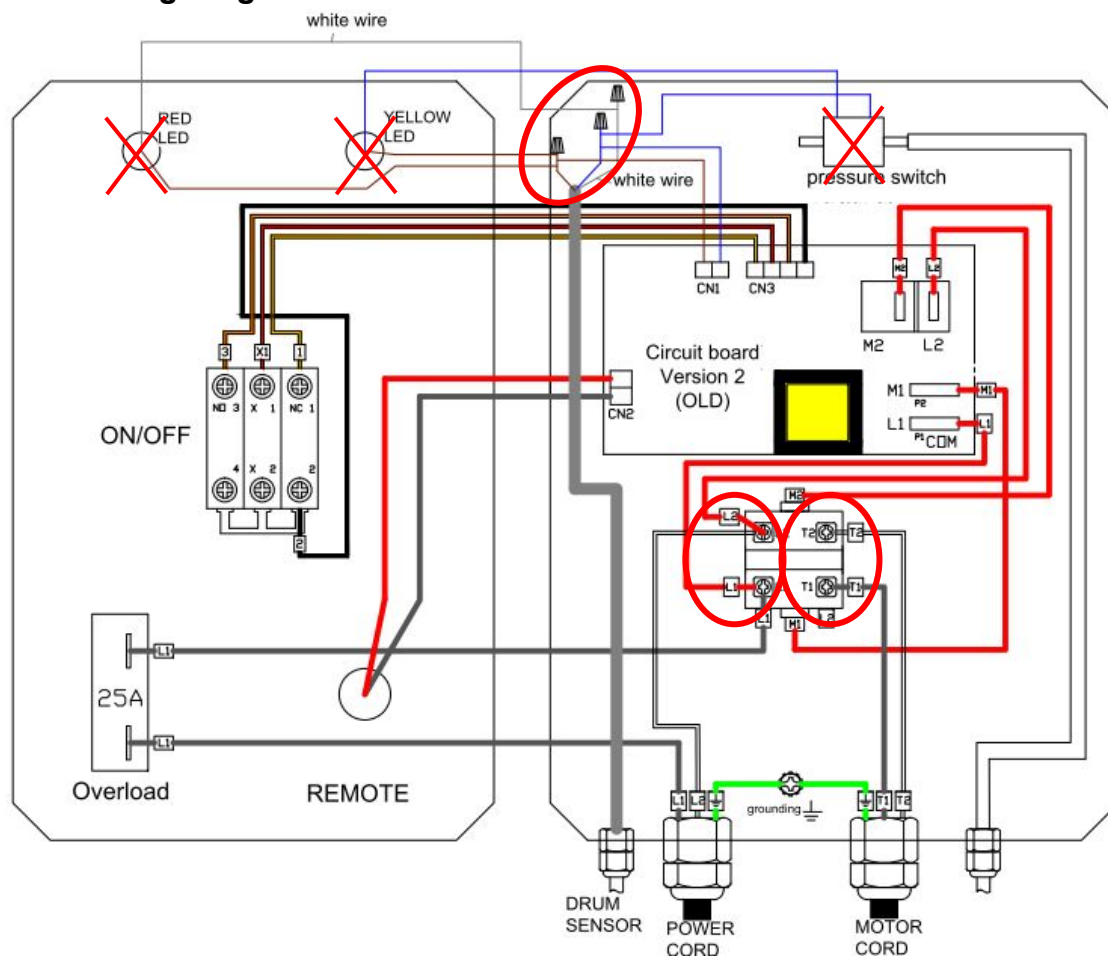 white wire
RED
LED
YELLOW
LED
white wire
pressure switch
CN1
CN3
M2
L2
M2
L2
3
X1
1
NO 3
X 1
NC 1
4
X 2
2
2
ON/OFF
Circuit board
Version 2
(OLD)
CN2
M1
P2
M1
L1
P1
COM
L1
M2
L2
T2
T2
L1
T1
T1
L1
M1
L2
L1
25A
L1
Overload
REMOTE
L1
L2
grounding
T1
T2
DRUM
SENSOR
POWER
CORD
MOTOR
CORD